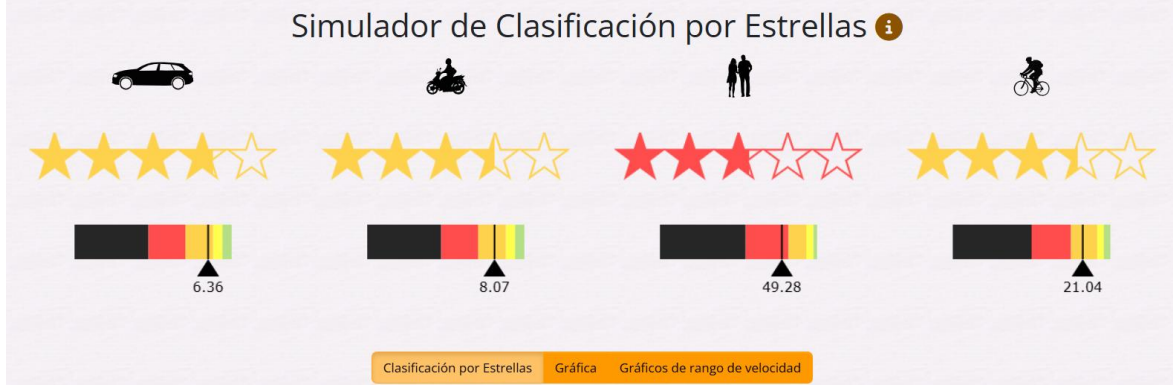 Simulador de Clasificación por Estrellas i
6.36
8.07
49.28
21.04
Clasificación por Estrellas
Gráfica
Gráficos de rango de velocidad